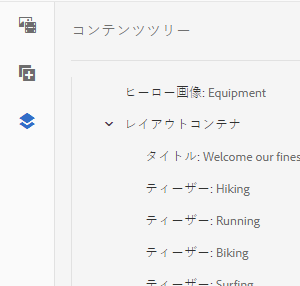 コンテンツツリー
ヒーロー画像: Equipment
レイアウトコンテナ
タイトル: Welcome our fines
ティーザー: Hiking
ティーザー: Running
ティーザー: Biking
ティーザー: Surfing